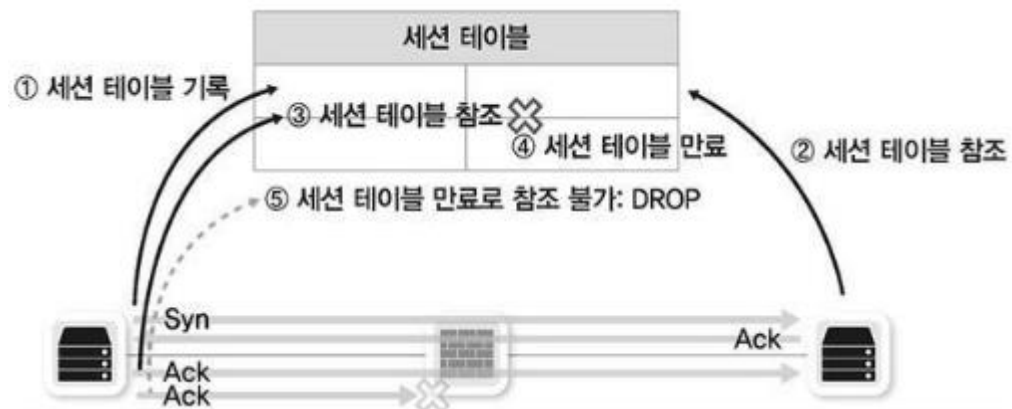 세션 테이블
① 세션 테이블 기록
③ 세션 테이블 참조
④ 세션 테이블 만료
② 세션 테이블 참조
⑤ 세션 테이블 만료로 참조 불가: DROP
Syn
Ack
Ack
Ack